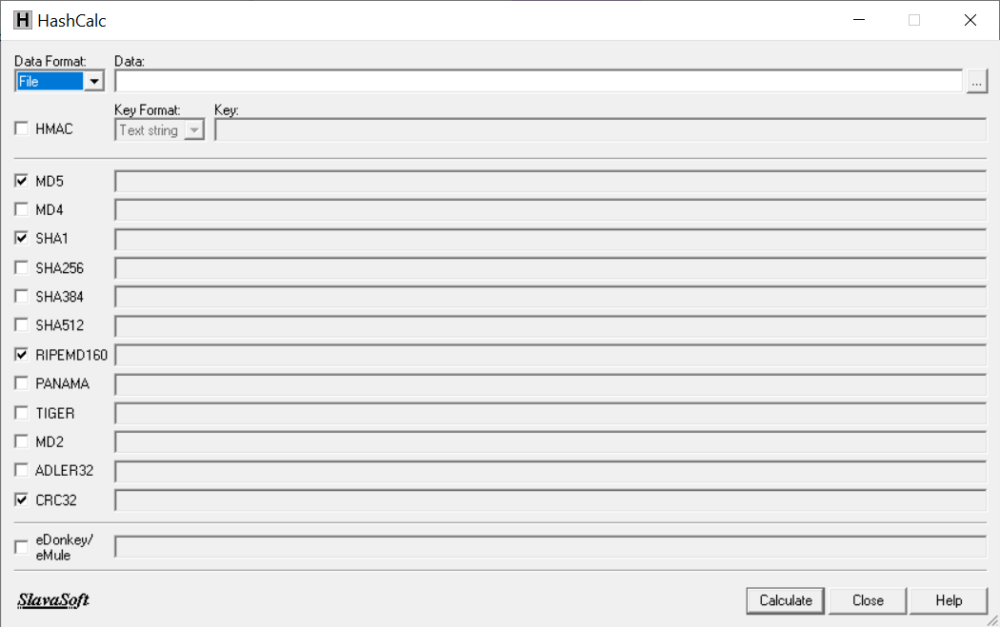 H HashCalc
Data Format: Data:
File ...
Key Format: Key:
HMAC Text string
MD5
MD4
SHA1
SHA256
SHA384
SHA512
RIPEMD160
PANAMA
TIGER
MD2
ADLER32
CRC32
eDonkey/
eMule
SlavaSoft Calculate Close Help